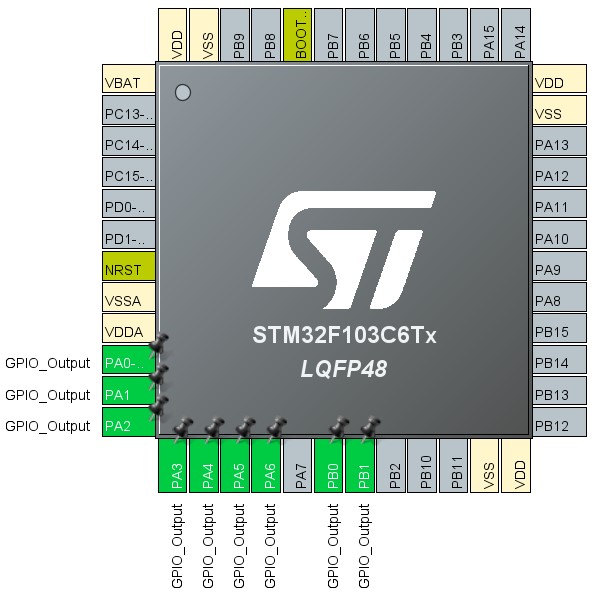 VDD
VSS
PB9
PB8
BOOT..
PB7
PB6
PB5
PB4
PB3
PA15
PA14
VBAT
PC13-..
PC14-..
PC15-..
PD0-..
PD1-..
NRST
VSSA
VDDA
GPIO_Output PA0-..
GPIO_Output PA1
GPIO_Output PA2
VDD
VSS
PA13
PA12
PA11
PA10
PA9
PA8
PB15
PB14
PB13
PB12
ST
STM32F103C6Tx
LQFP48
PA3
PA4
PA5
PA6
PA7
PB0
PB1
PB2
PB10
PB11
VSS
VDD
GPIO_Output
GPIO_Output
GPIO_Output
GPIO_Output
GPIO_Output
GPIO_Output